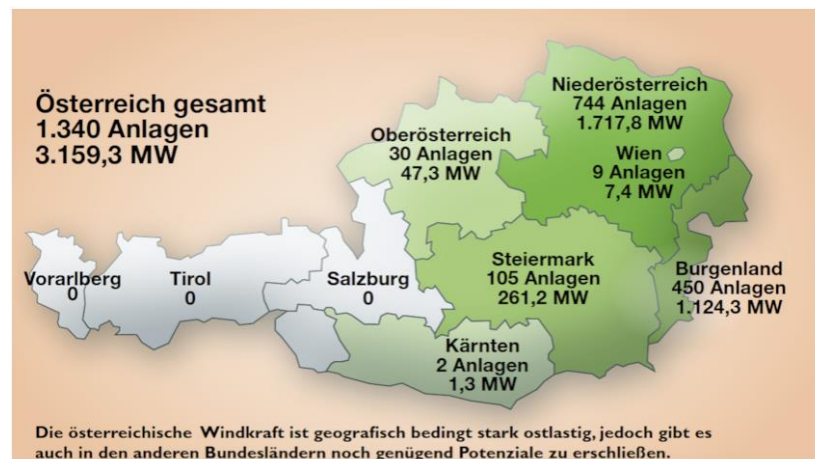 Österreich gesamt
1.340 Anlagen
3.159,3 MW
Niederösterreich
744 Anlagen
1.717,8 MW
Oberösterreich
30 Anlagen
47,3 MW
Wien
9 Anlagen
7,4 MW
Vorarlberg
0
Tirol
0
Salzburg
0
Steiermark
105 Anlagen
261,2 MW
Burgenland
450 Anlagen
1.124,3 MW
Kärnten
2 Anlagen
1,3 MW
Die österreichische Windkraft ist geografisch bedingt stark ostlastig, jedoch gibt es
auch in den anderen Bundesländern noch genügend Potenziale zu erschließen.